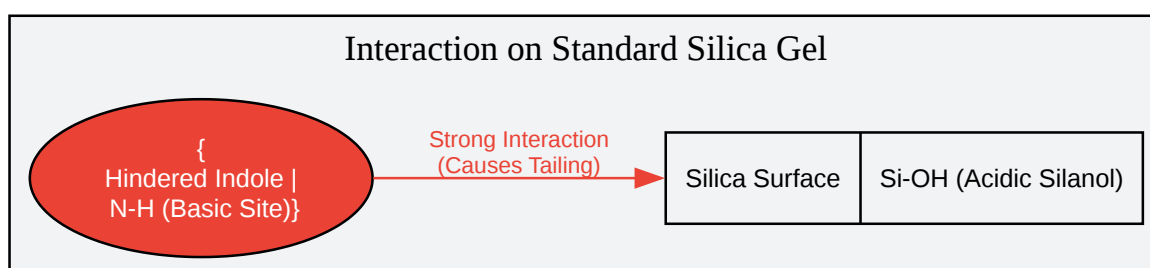 Interaction on Standard Silica Gel
{
Hindered Indole |
N-H (Basic Site)}
Strong Interaction
(Causes Tailing)
Silica Surface
Si-OH (Acidic Silanol)